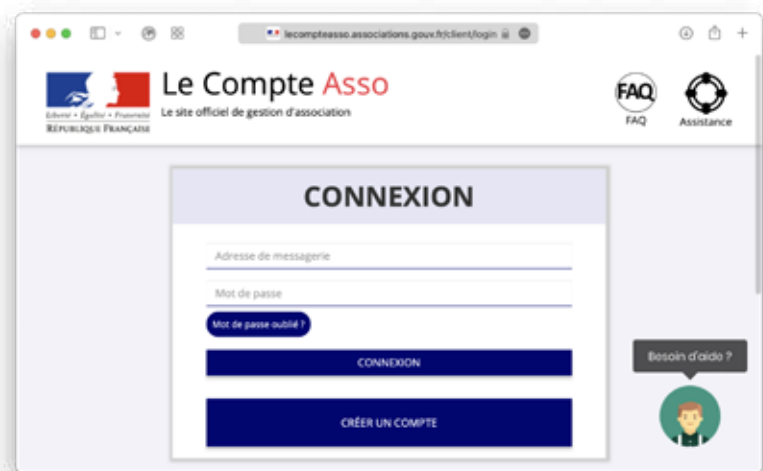 lecompteasso.associations.gouv.fr/client/login
Le Compte Asso
Le site officiel de gestion d'association
Liberté • Égalité • Fraternité
RÉPUBLIQUE FRANÇAISE
FAQ
FAQ
Assistance
CONNEXION
Adresse de messagerie
Mot de passe
Mot de passe oublié ?
CONNEXION
CRÉER UN COMPTE
Besoin d'aide ?